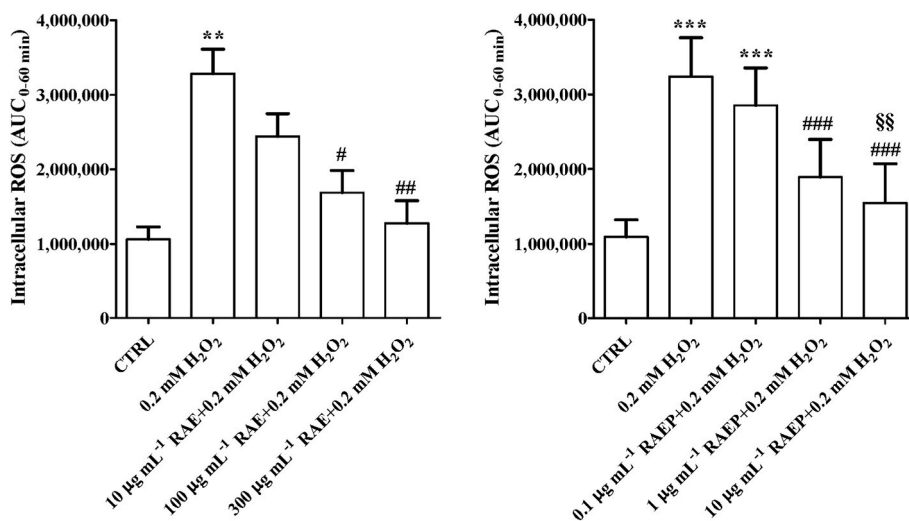 Intracellular ROS (AUC0-60 min)
4,000,000
3,000,000
2,000,000
1,000,000
0
**
#
##
CTRL
0.2 mM H2O2
10 µg mL-1 RAE+0.2 mM H2O2
100 µg mL-1 RAE+0.2 mM H2O2
300 µg mL-1 RAE+0.2 mM H2O2
Intracellular ROS (AUC0-60 min)
4,000,000
3,000,000
2,000,000
1,000,000
0
***
***
###
§§
###
CTRL
0.2 mM H2O2
0.1 µg mL-1 RAEP+0.2 mM H2O2
1 µg mL-1 RAEP+0.2 mM H2O2
10 µg mL-1 RAEP+0.2 mM H2O2